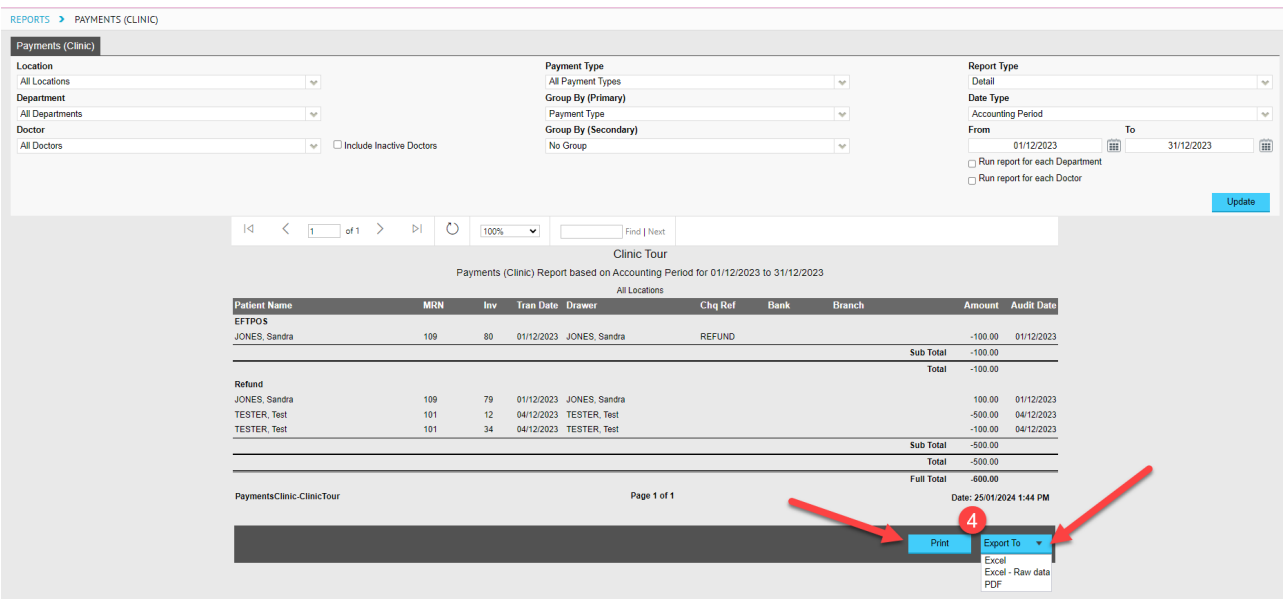 REPORTS > PAYMENTS (CLINIC)
Payments (Clinic)
Location Payment Type Report Type
All Locations All Payment Types Detail
Department Group By (Primary) Date Type
All Departments Payment Type Accounting Period
Doctor Group By (Secondary) From To
All Doctors Include Inactive Doctors No Group 01/12/2023 31/12/2023
Run report for each Department
Run report for each Doctor
Update
1 of 1 100% Find | Next
Clinic Tour
Payments (Clinic) Report based on Accounting Period for 01/12/2023 to 31/12/2023
All Locations
Patient Name MRN Inv Tran Date Drawer Chq Ref Bank Branch Amount Audit Date
EFTPOS
JONES, Sandra 109 80 01/12/2023 JONES, Sandra REFUND -100.00 01/12/2023
Sub Total -100.00
Total -100.00
Refund
JONES, Sandra 109 79 01/12/2023 JONES, Sandra 100.00 01/12/2023
TESTER, Test 101 12 04/12/2023 TESTER, Test -500.00 04/12/2023
TESTER, Test 101 34 04/12/2023 TESTER, Test -100.00 04/12/2023
Sub Total -500.00
Total -500.00
Full Total -600.00
PaymentsClinic-ClinicTour Page 1 of 1 Date: 25/01/2024 1:44 PM
4
Print Export To
Excel
Excel - Raw data
PDF